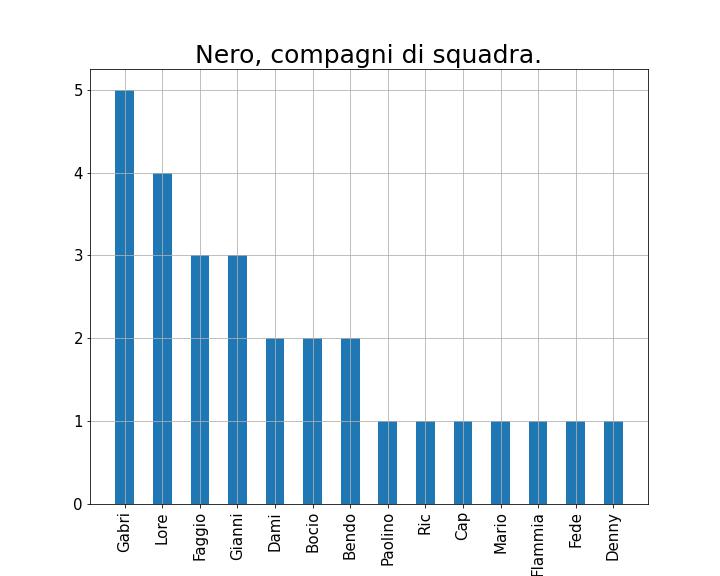 Nero, compagni di squadra.
5
4
3
2
1
0
Gabri
Lore
Faggio
Gianni
Dami
Bocio
Bendo
Paolino
Ric
Cap
Mario
Flammia
Fede
Denny